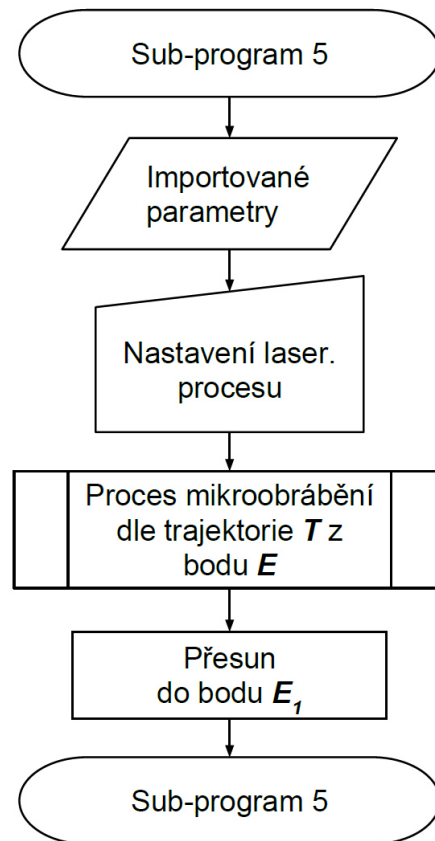 Sub-program 5
Importované
parametry
Nastavení laser.
procesu
Proces mikroobrábění
dle trajektorie T z
bodu E
Přesun
do bodu E₁
Sub-program 5